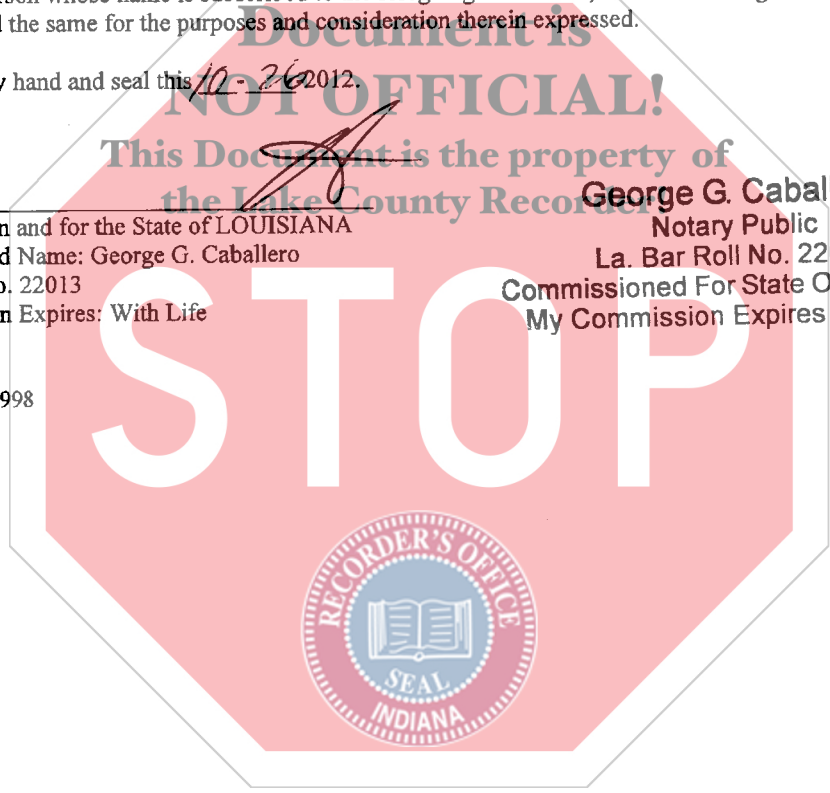 the same for the purposes and consideration therein expressed.
Document is
hand and seal this 10 - 26 2012.
NOT OFFICIAL!
This Document is the property of
the Lake County Recorder!
and for the State of LOUISIANA
Name: George G. Caballero
22013
Expires: With Life
998
George G. Cabal
Notary Public
La. Bar Roll No. 22
Commissioned For State O
My Commission Expires
STOP
RECORDER'S OFFICE
SEAL
INDIANA